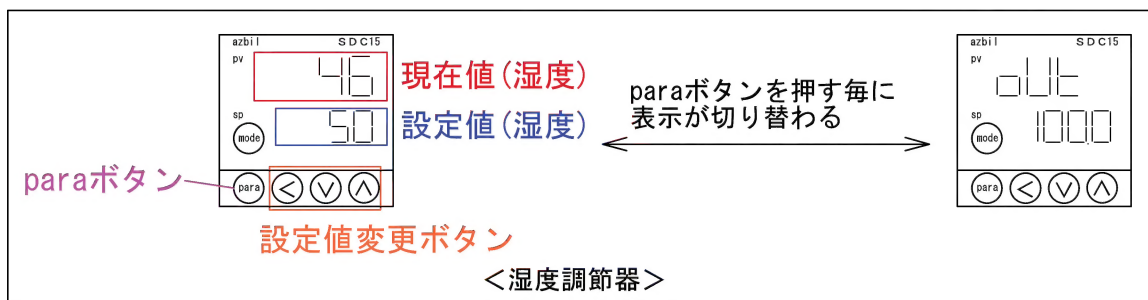 azbil SDC15
pv
46
現在値(湿度)
sp
50
設定値(湿度)
mode
paraボタン
para < ∨ ∧
設定値変更ボタン
paraボタンを押す毎に
表示が切り替わる
azbil SDC15
pv
oUt
sp
100.0
mode
para < ∨ ∧
＜湿度調節器＞